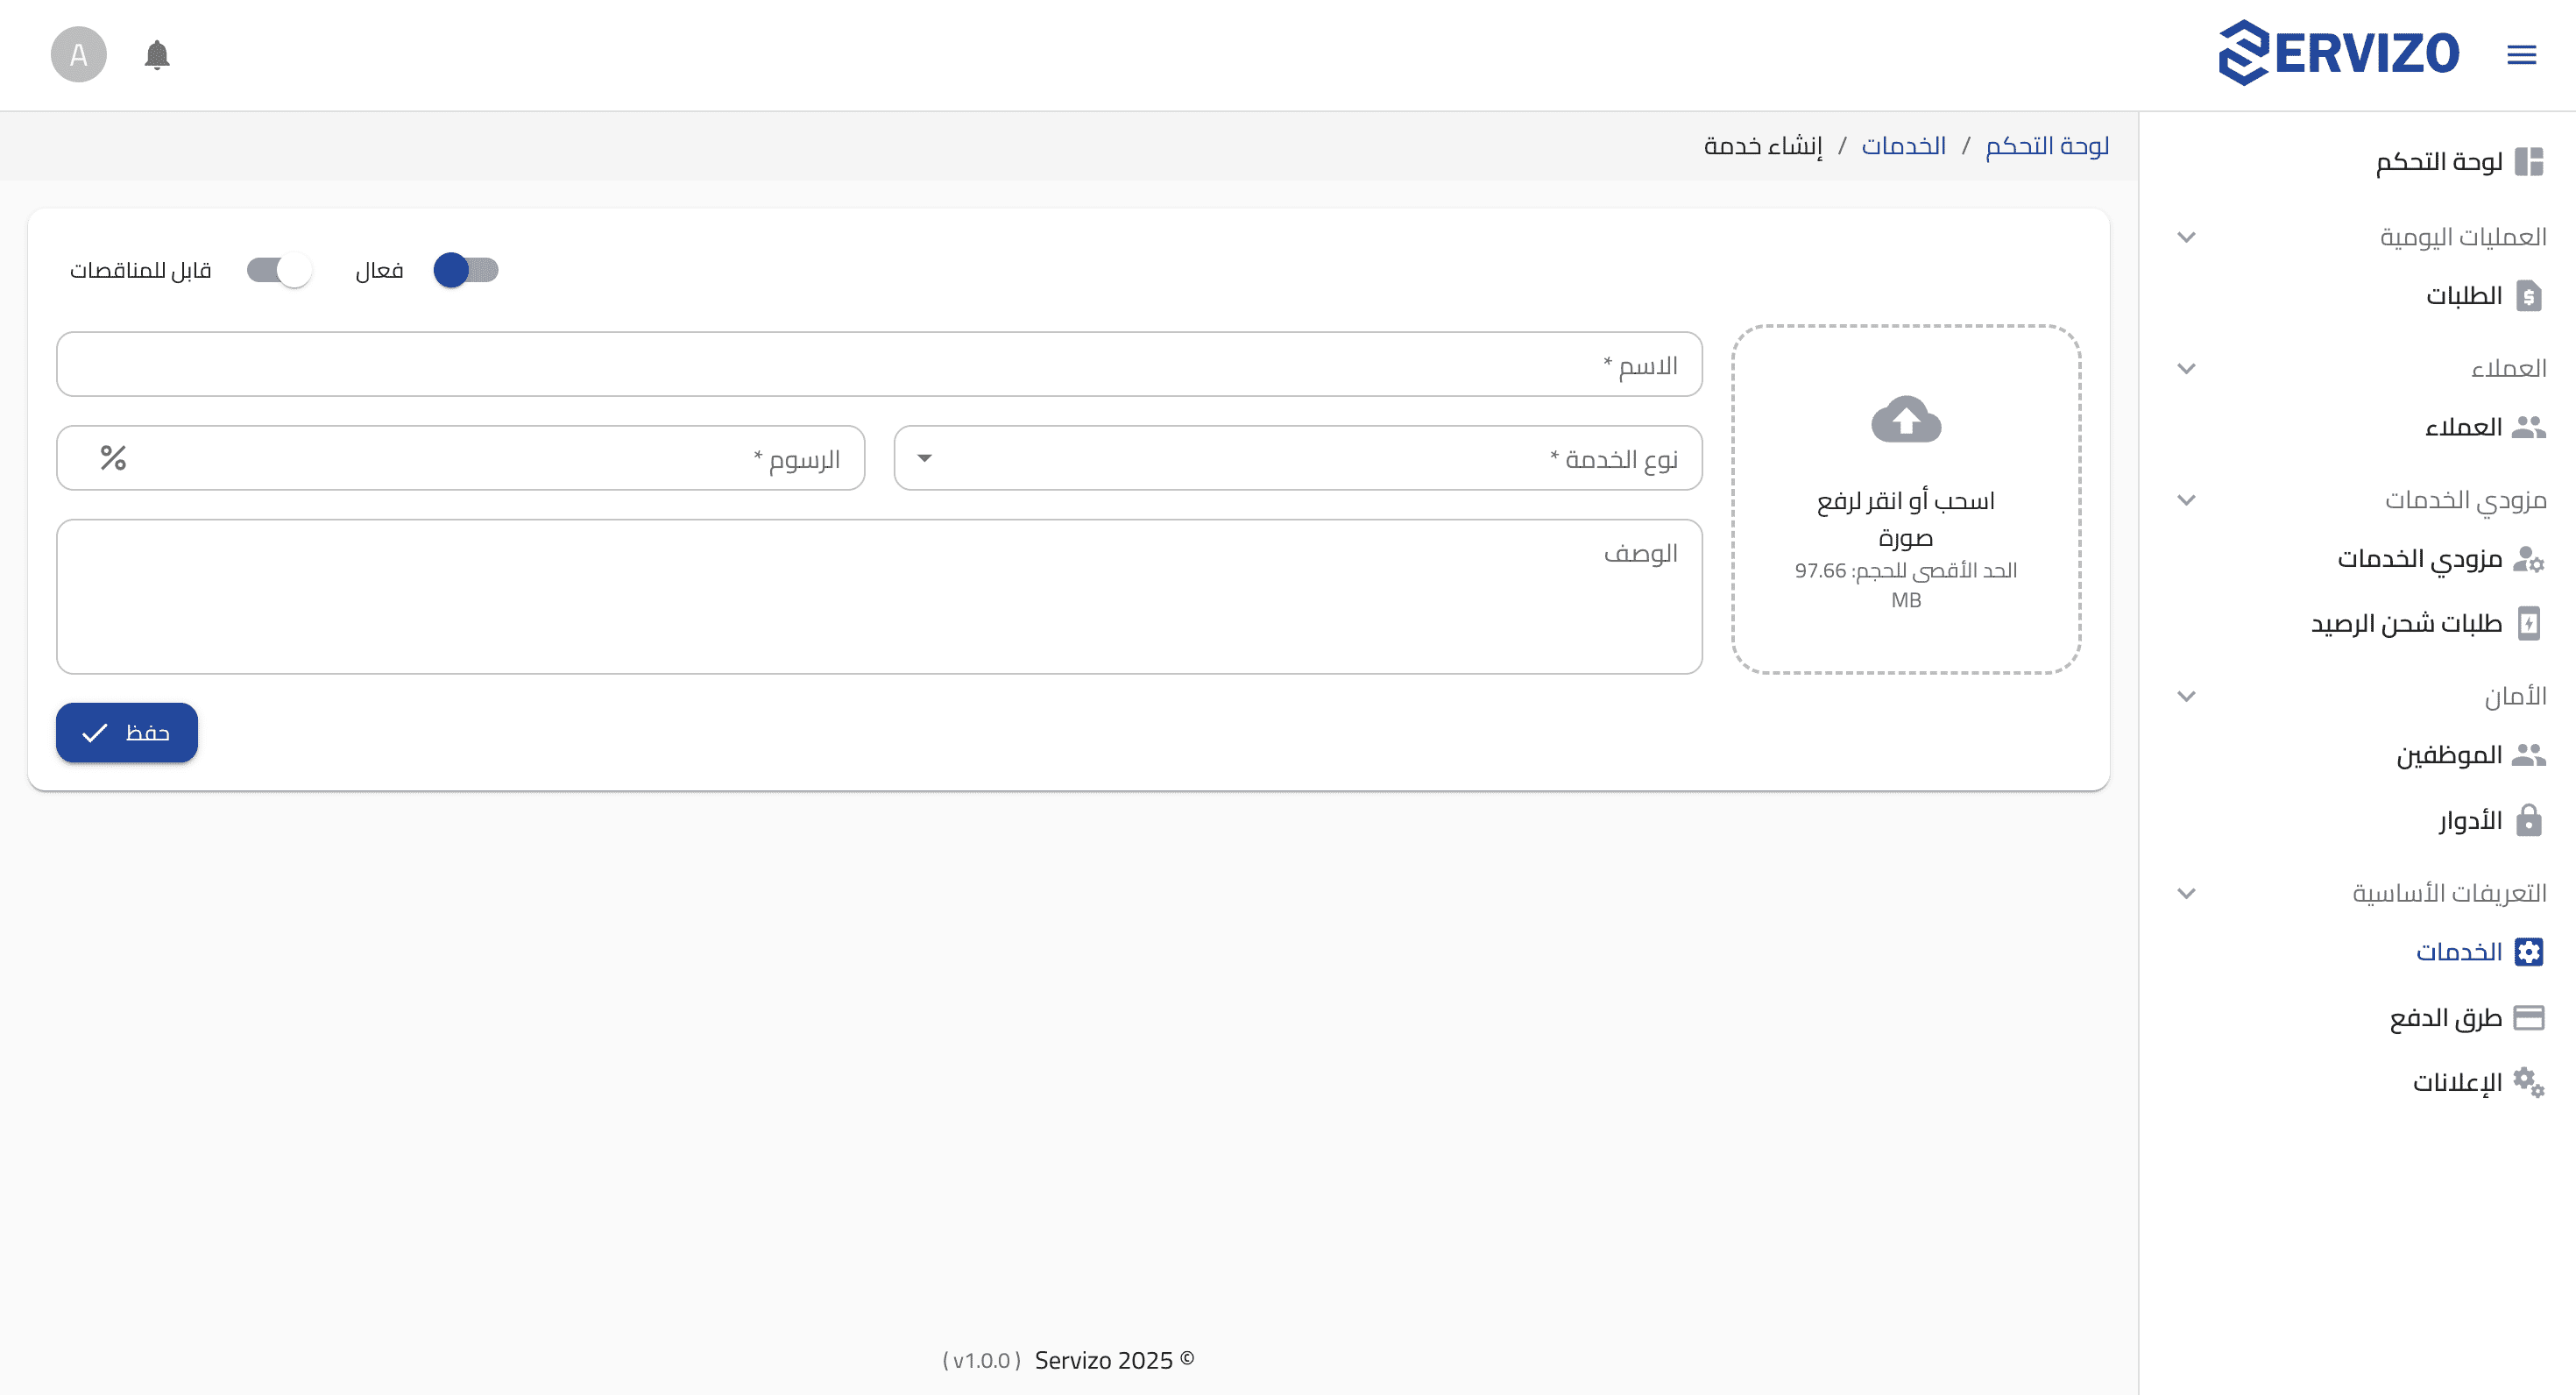 SERVIZO
A
لوحة التحكم
العمليات اليومية
الطلبات
العملاء
العملاء
مزودي الخدمات
مزودي الخدمات
طلبات شحن الرصيد
الأمان
الموظفين
الأدوار
التعريفات الأساسية
الخدمات
طرق الدفع
الإعلانات
لوحة التحكم / الخدمات / إنشاء خدمة
فعال
قابل للمناقصات
اسحب أو انقر لرفع
صورة
الحد الأقصى للحجم: 97.66
MB
الاسم *
نوع الخدمة *
الرسوم *
%
الوصف
حفظ
© Servizo 2025 (v1.0.0)